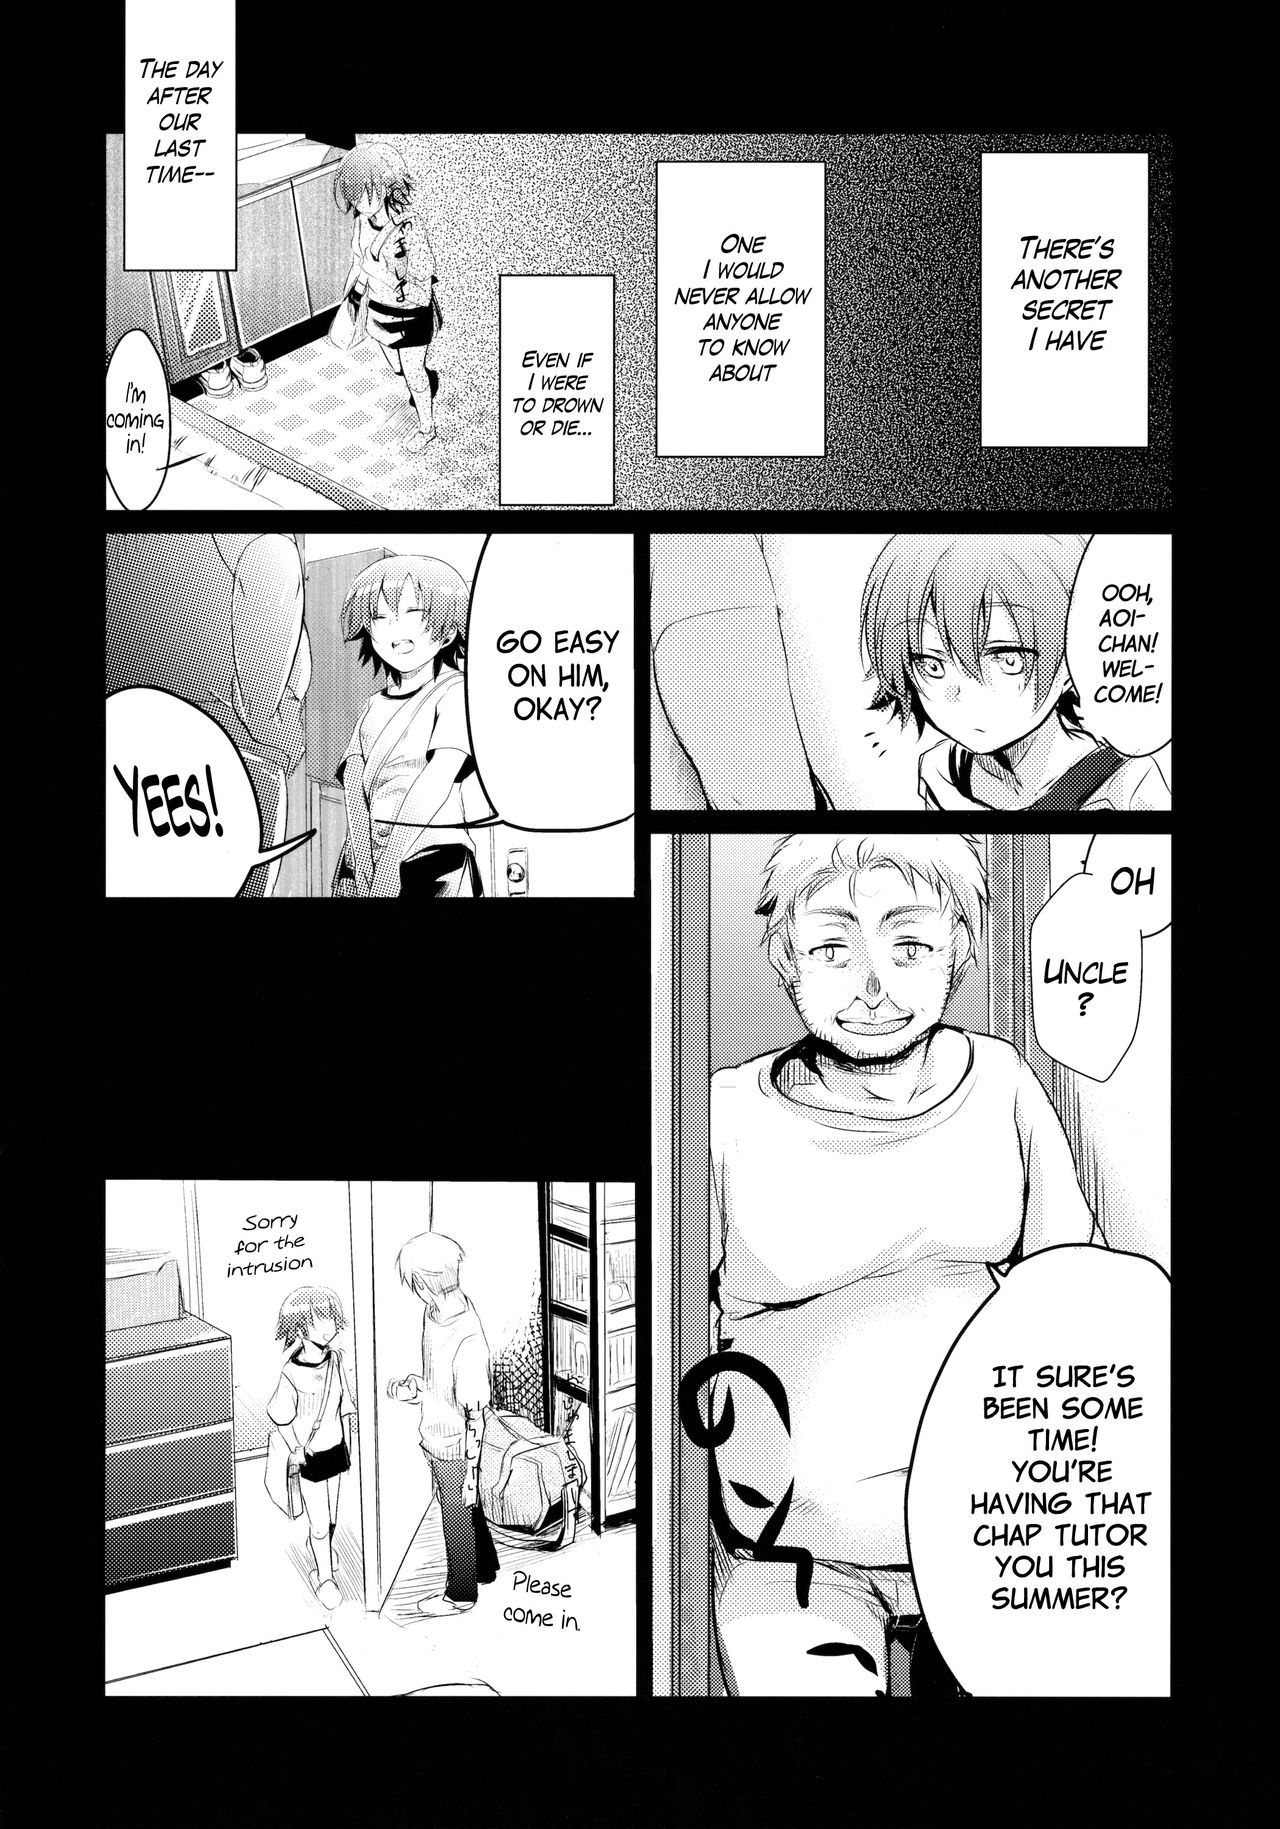 THERE'S
ANOTHER
SECRET
I HAVE
ONE
I WOULD
NEVER ALLOW
ANYONE
TO KNOW
ABOUT
EVEN IF
I WERE
TO DROWN
OR DIE...
THE DAY
AFTER
OUR
LAST
TIME--
I'm
coming
in!
OOH,
AOI-
CHAN!
WEL-
COME!
OH
UNCLE
?
IT SURE'S
BEEN SOME
TIME!
YOU'RE
HAVING THAT
CHAP TUTOR
YOU THIS
SUMMER?
GO EASY
ON HIM,
OKAY?
YEES!
Sorry
for the
intrusion
Please
come in.